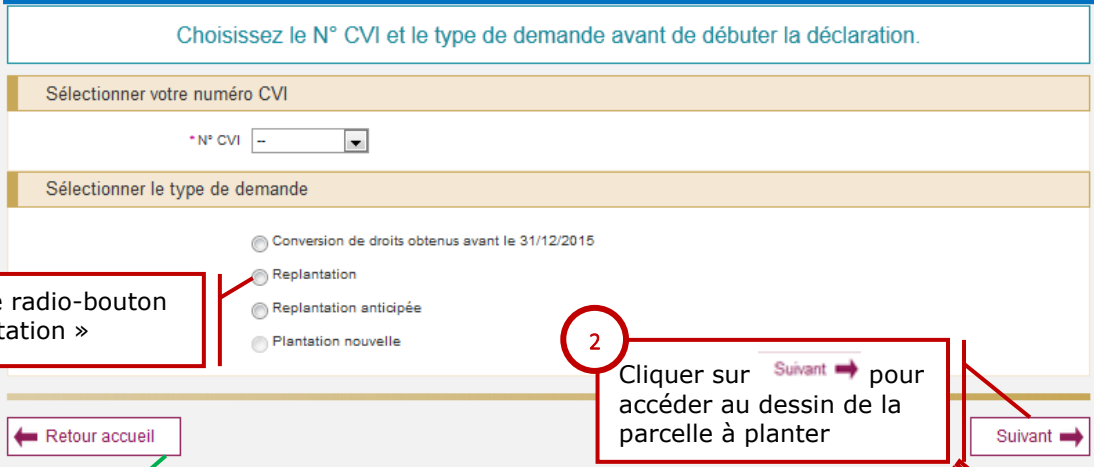 Choisissez le N° CVI et le type de demande avant de débuter la déclaration.
Sélectionner votre numéro CVI
* N° CVI --
Sélectionner le type de demande
Conversion de droits obtenus avant le 31/12/2015
Replantation
Replantation anticipée
Plantation nouvelle
radio-bouton
»
2
Cliquer sur Suivant pour
accéder au dessin de la
parcelle à planter
Retour accueil
Suivant